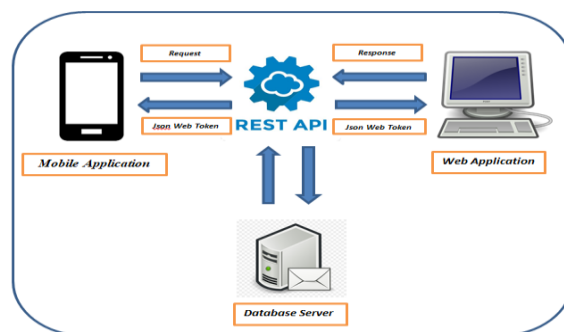 Request
Response
Json Web Token
REST API
Json Web Token
Mobile Application
Web Application
Database Server